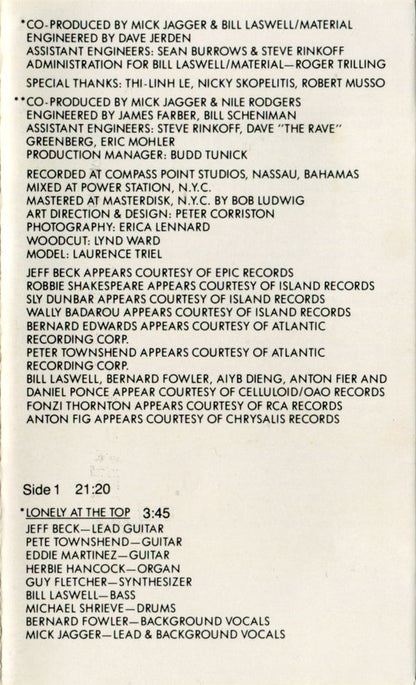 *CO-PRODUCED BY MICK JAGGER & BILL LASWELL/MATERIAL
ENGINEERED BY DAVE JERDEN
ASSISTANT ENGINEERS: SEAN BURROWS & STEVE RINKOFF
ADMINISTRATION FOR BILL LASWELL/MATERIAL—ROGER TRILLING
SPECIAL THANKS: THI-LINH LE, NICKY SKOPELITIS, ROBERT MUSSO
**CO-PRODUCED BY MICK JAGGER & NILE RODGERS
ENGINEERED BY JAMES FARBER, BILL SCHENIMAN
ASSISTANT ENGINEERS: STEVE RINKOFF, DAVE "THE RAVE"
GREENBERG, ERIC MOHLER
PRODUCTION MANAGER: BUDD TUNICK
RECORDED AT COMPASS POINT STUDIOS, NASSAU, BAHAMAS
MIXED AT POWER STATION, N.Y.C.
MASTERED AT MASTERDISK, N.Y.C. BY BOB LUDWIG
ART DIRECTION & DESIGN: PETER CORRISTON
PHOTOGRAPHY: ERICA LENNARD
WOODCUT: LYND WARD
MODEL: LAURENCE TRIEL
JEFF BECK APPEARS COURTESY OF EPIC RECORDS
ROBBIE SHAKESPEARE APPEARS COURTESY OF ISLAND RECORDS
SLY DUNBAR APPEARS COURTESY OF ISLAND RECORDS
WALLY BADAROU APPEARS COURTESY OF ISLAND RECORDS
BERNARD EDWARDS APPEARS COURTESY OF ATLANTIC
RECORDING CORP.
PETER TOWNSHEND APPEARS COURTESY OF ATLANTIC
RECORDING CORP.
BILL LASWELL, BERNARD FOWLER, AIYB DIENG, ANTON FIER AND
DANIEL PONCE APPEAR COURTESY OF CELLULOID/OAO RECORDS
FONZI THORNTON APPEARS COURTESY OF RCA RECORDS
ANTON FIG APPEARS COURTESY OF CHRYSALIS RECORDS
Side 1 21:20
*LONELY AT THE TOP 3:45
JEFF BECK—LEAD GUITAR
PETE TOWNSHEND—GUITAR
EDDIE MARTINEZ—GUITAR
HERBIE HANCOCK—ORGAN
GUY FLETCHER—SYNTHESIZER
BILL LASWELL—BASS
MICHAEL SHRIEVE—DRUMS
BERNARD FOWLER—BACKGROUND VOCALS
MICK JAGGER—LEAD & BACKGROUND VOCALS